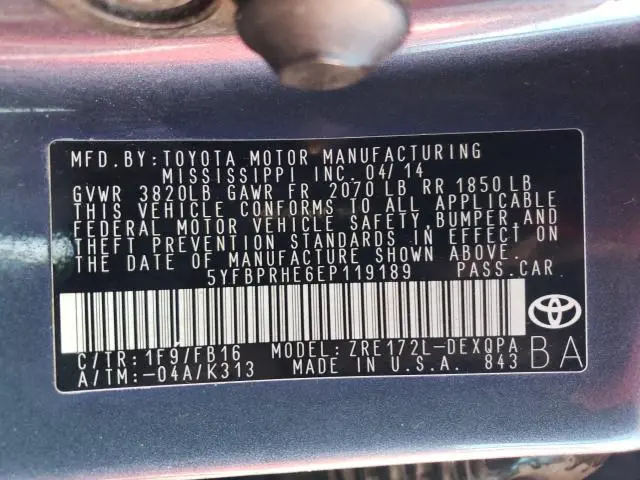 MFD.BY:TOYOTA MOTOR MANUFACTURING
MISSISSIPPI INC.04/14
GVWR 3820LB GAWR FR 2070 LB RR 1850 LB
THIS VEHICLE CONFORMS TO ALL APPLICABLE
FEDERAL MOTOR VEHICLE SAFETY,BUMPER,AND
THEFT PREVENTION STANDARDS IN EFFECT ON
THE DATE OF MANUFACTURE SHOWN ABOVE.
5YFBPRHE6EP119189 PASS.CAR
C/TR:1F9/FB16 MODEL:ZRE172L-DEXQPA
A/TM:-04A/K313 MADE IN U.S.A. 843
BA